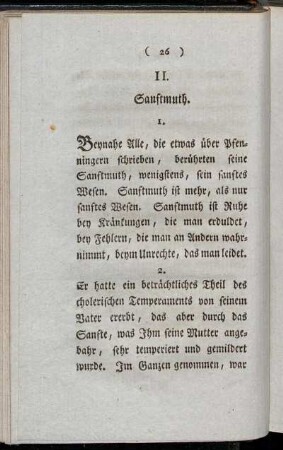 ( 26 )
II.
Sanftmuth.
1.
Beynahe Alle, die etwas über Pfen-
ningern schrieben, berührten seine
Sanftmuth, wenigstens, sein sanftes
Wesen. Sanftmuth ist mehr, als nur
sanftes Wesen. Sanftmuth ist Ruhe
bey Kränkungen, die man erduldet,
bey Fehlern, die man an Andern wahr-
nimmt, beym Unrechte, das man leidet.
2.
Er hatte ein beträchtliches Theil des
cholerischen Temperaments von seinem
Vater ererbt, das aber durch das
Sanfte, was Ihm seine Mutter ange-
bahr, sehr temperiert und gemildert
wurde. Im Ganzen genommen, war